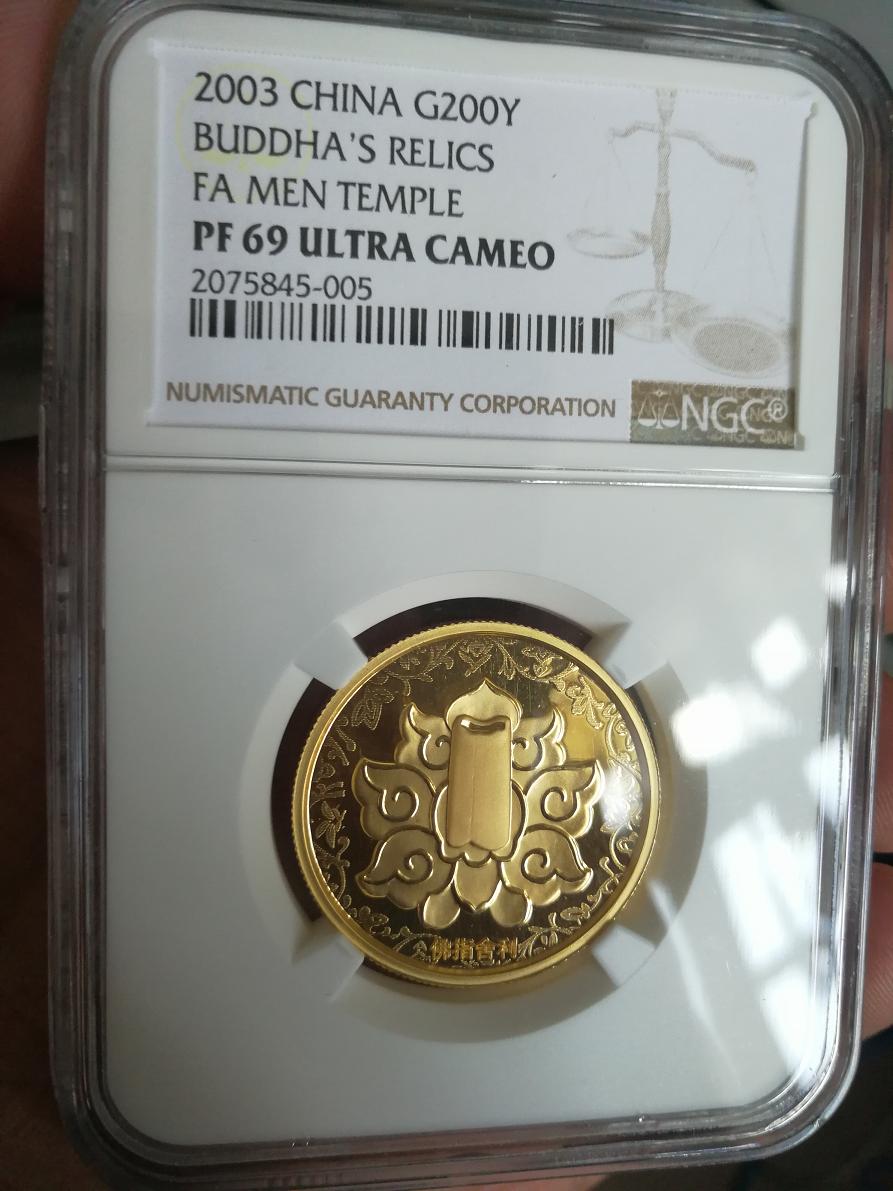 2003 CHINA G200Y
BUDDHA'S RELICS
FA MEN TEMPLE
PF 69 ULTRA CAMEO
2075845-005
NUMISMATIC GUARANTY CORPORATION
NGC®
佛指舍利